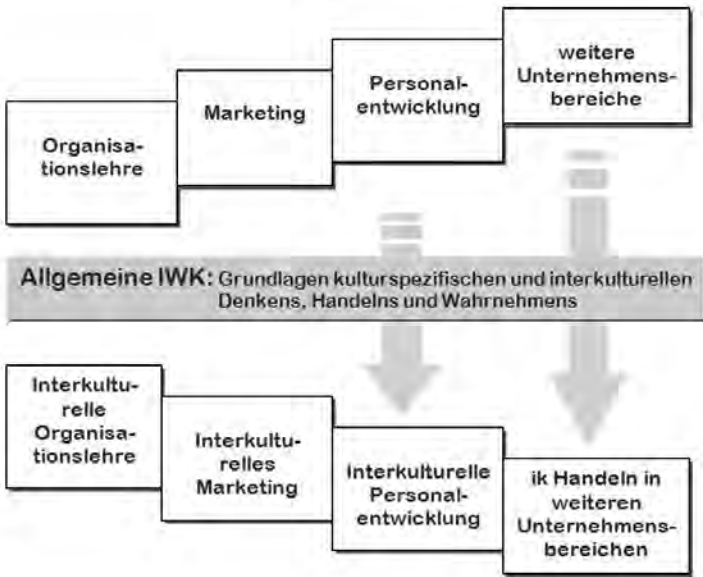 Organisa-
tionslehre
Marketing
Personal-
entwicklung
weitere
Unternehmens-
bereiche
Allgemeine IWK: Grundlagen kulturspezifischen und interkulturellen
Denkens, Handelns und Wahrnehmens
Interkultu-
relle
Organisa-
tionslehre
Interkultu-
relles
Marketing
Interkulturelle
Personal-
entwicklung
ik Handeln in
weiteren
Unternehmens-
bereichen